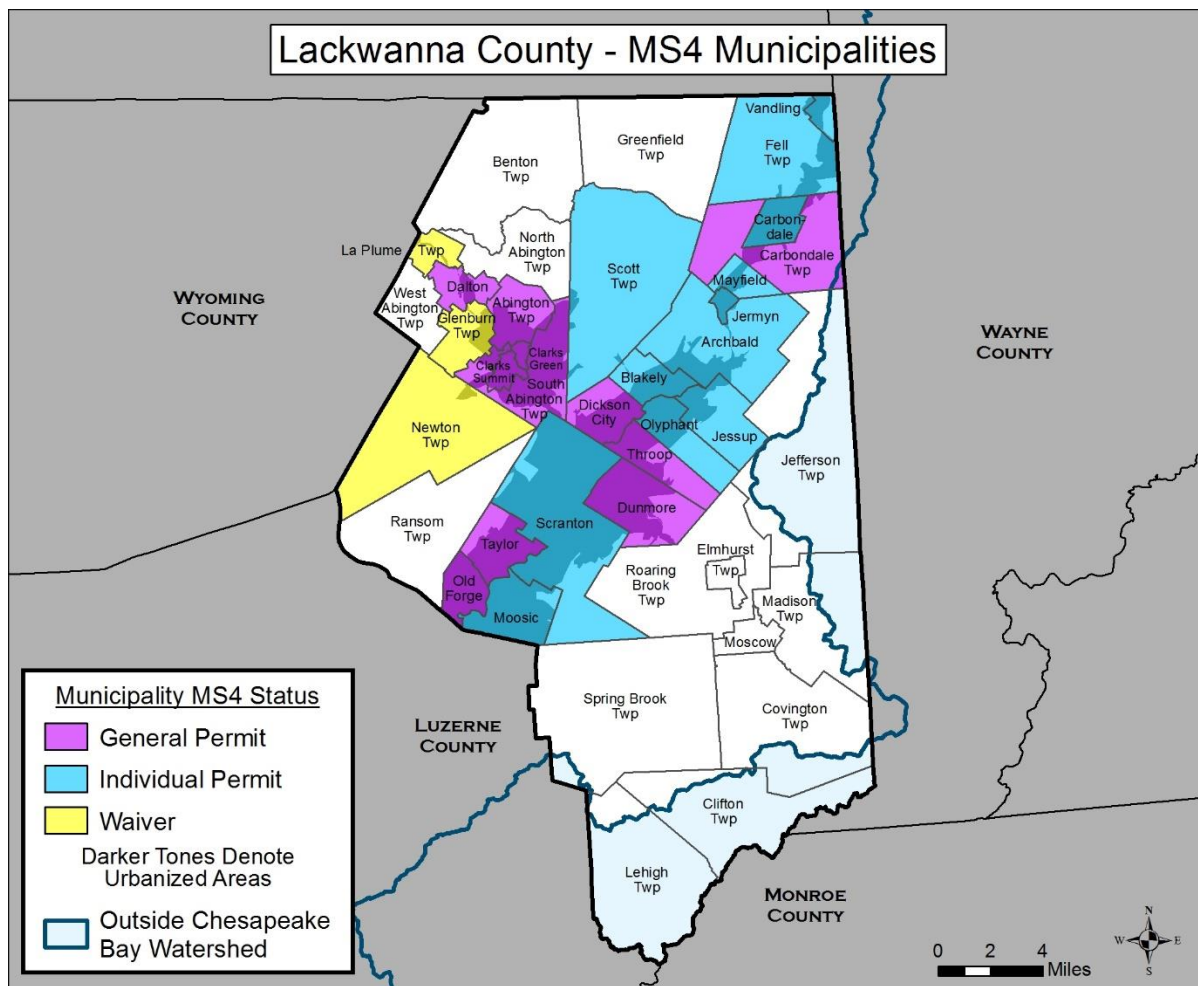 Lackwanna County - MS4 Municipalities
Vandling
Fell
Twp
Greenfield
Twp
Benton
Twp
Carbon-
dale
Carbondale
Twp
North
Abington
Twp
La Plume
Twp
Scott
Twp
Mayfield
Dalton
West
Abington
Twp
Abington
Twp
Jermyn
WYOMING
COUNTY
Glenburn
Twp
WAYNE
COUNTY
Archbald
Clarks
Green
Clarks
Summit
Blakely
South
Abington
Twp
Dickson
City
Olyphant
Jessup
Newton
Twp
Throop
Jefferson
Twp
Dunmore
Ransom
Twp
Scranton
Taylor
Elmhurst
Twp
Roaring
Brook
Twp
Old
Forge
Madison
Twp
Moosic
Moscow
Spring Brook
Twp
Covington
Twp
LUZERNE
COUNTY
Clifton
Twp
Lehigh
Twp
MONROE
COUNTY
Municipality MS4 Status
General Permit
Individual Permit
Waiver
Darker Tones Denote
Urbanized Areas
Outside Chesapeake
Bay Watershed
N
W
E
S
0 2 4
Miles